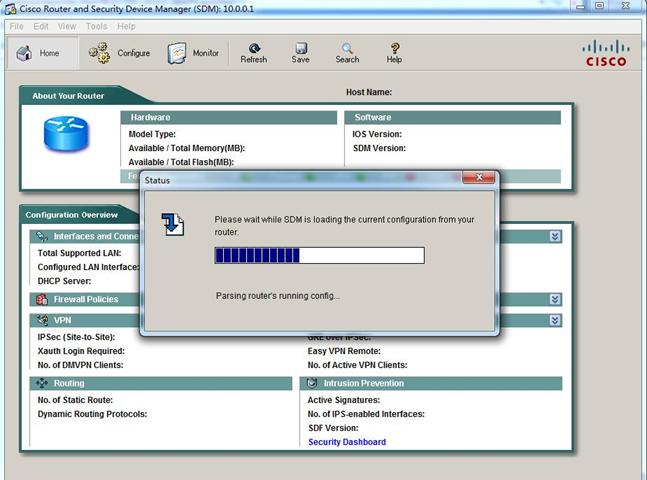 Cisco Router and Security Device Manager (SDM): 10.0.0.1
File Edit View Tools Help
Home Configure Monitor Refresh Save Search Help
CISCO
About Your Router
Host Name:
Hardware
Software
Model Type:
IOS Version:
Available / Total Memory(MB):
SDM Version:
Available / Total Flash(MB):
Status
Please wait while SDM is loading the current configuration from your
router.
Parsing router's running config...
Configuration Overview
Interfaces and
Total Supported LAN:
Configured LAN Interface:
DHCP Server:
Firewall Policies
VPN
IPSec (Site-to-Site):
GRE over IPSec:
Xauth Login Required:
Easy VPN Remote:
No. of DMVPN Clients:
No. of Active VPN Clients:
Routing
Intrusion Prevention
No. of Static Route:
Active Signatures:
Dynamic Routing Protocols:
No. of IPS-enabled Interfaces:
SDF Version:
Security Dashboard